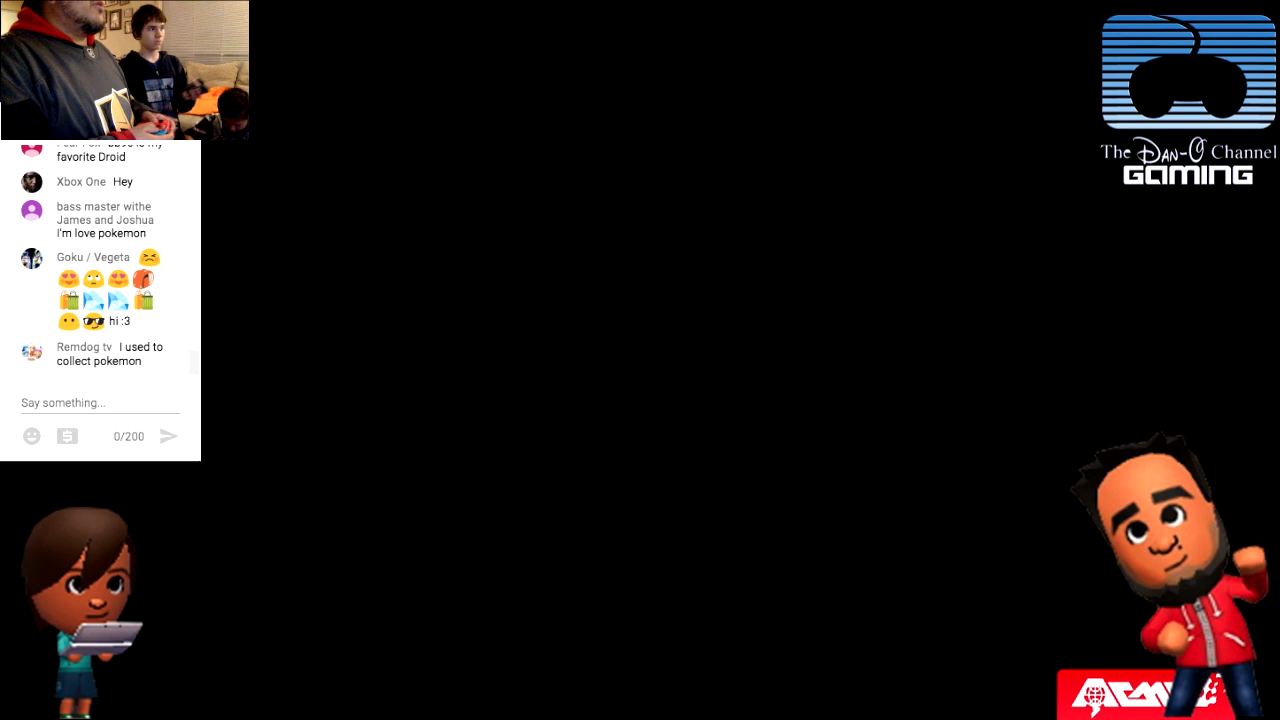 favorite Droid
Xbox One Hey
bass master withe
James and Joshua
I'm love pokemon
Goku / Vegeta
hi :3
Remdog tv I used to
collect pokemon
Say something...
0/200
The Dan-O Channel
GAMING